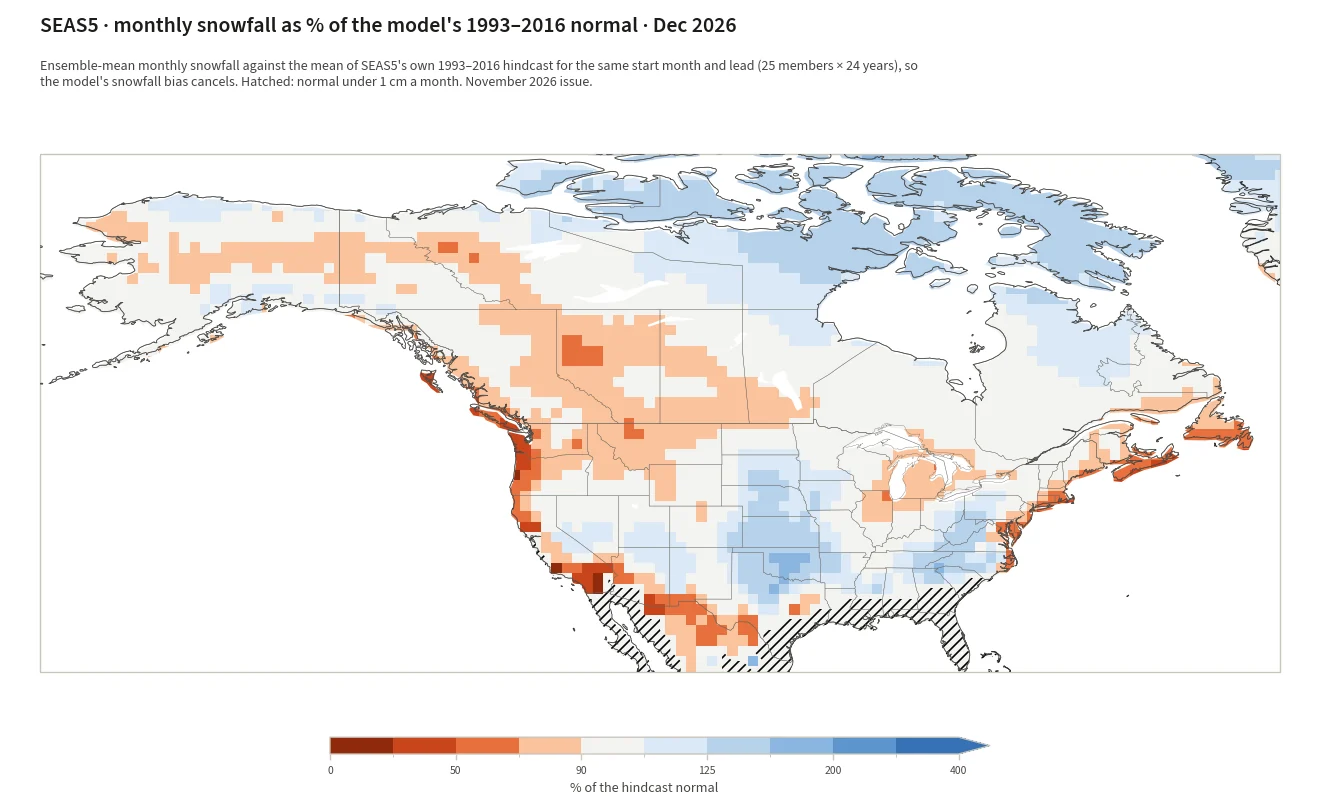 SEAS5 · monthly snowfall as % of the model's 1993–2016 normal · Dec 2026
Ensemble-mean monthly snowfall against the mean of SEAS5's own 1993–2016 hindcast for the same start month and lead (25 members × 24 years), so
the model's snowfall bias cancels. Hatched: normal under 1 cm a month. November 2026 issue.
0 50 90 125 200 400
% of the hindcast normal